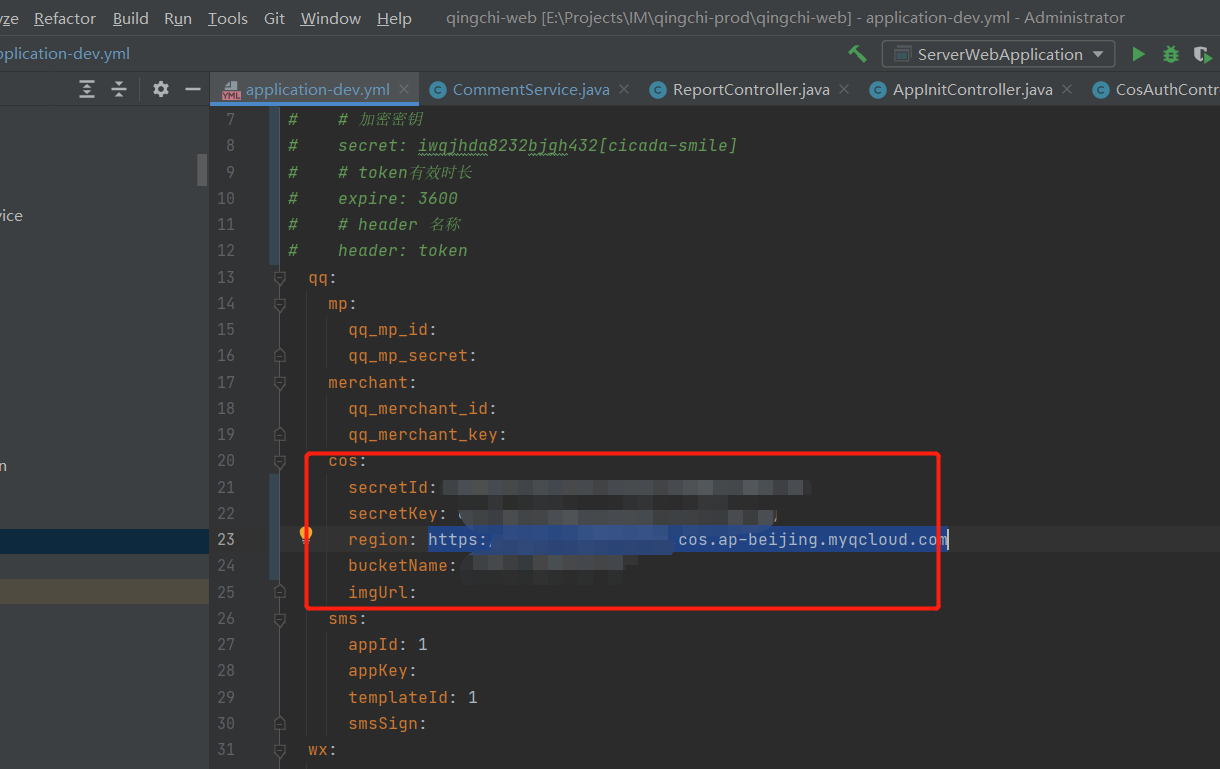 yze Refactor Build Run Tools Git Window Help qingchi-web [E:\Projects\IM\qingchi-prod\qingchi-web] - application-dev.yml - Administrator
pplication-dev.yml ServerWebApplication
application-dev.yml CommentService.java ReportController.java AppInitController.java CosAuthContr
7 # # 加密密钥
8 # secret: iwqjhda8232bjgh432[cicada-smile]
9 # # token有效时长
10 # expire: 3600
vice
11 # # header 名称
12 # header: token
13 qq:
14 mp:
15 qq_mp_id:
16 qq_mp_secret:
17 merchant:
18 qq_merchant_id:
19 qq_merchant_key:
20 cos:
n
21 secretId:
22 secretKey:
23 region: https: cos.ap-beijing.myqcloud.com
24 bucketName:
25 imgUrl:
26 sms:
27 appId: 1
28 appKey:
29 templateId: 1
30 smsSign:
31 wx: